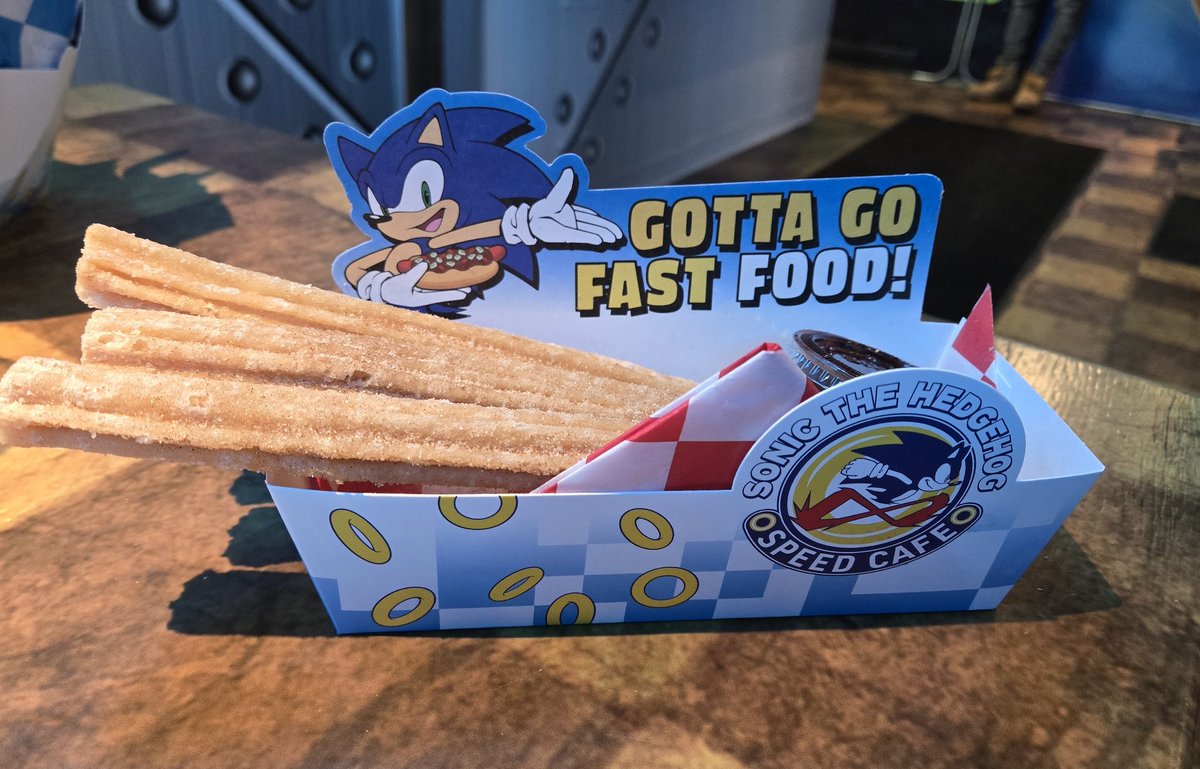 GOTTA GO
FAST FOOD!
SONIC THE HEDGEHOG
SPEED CAFE